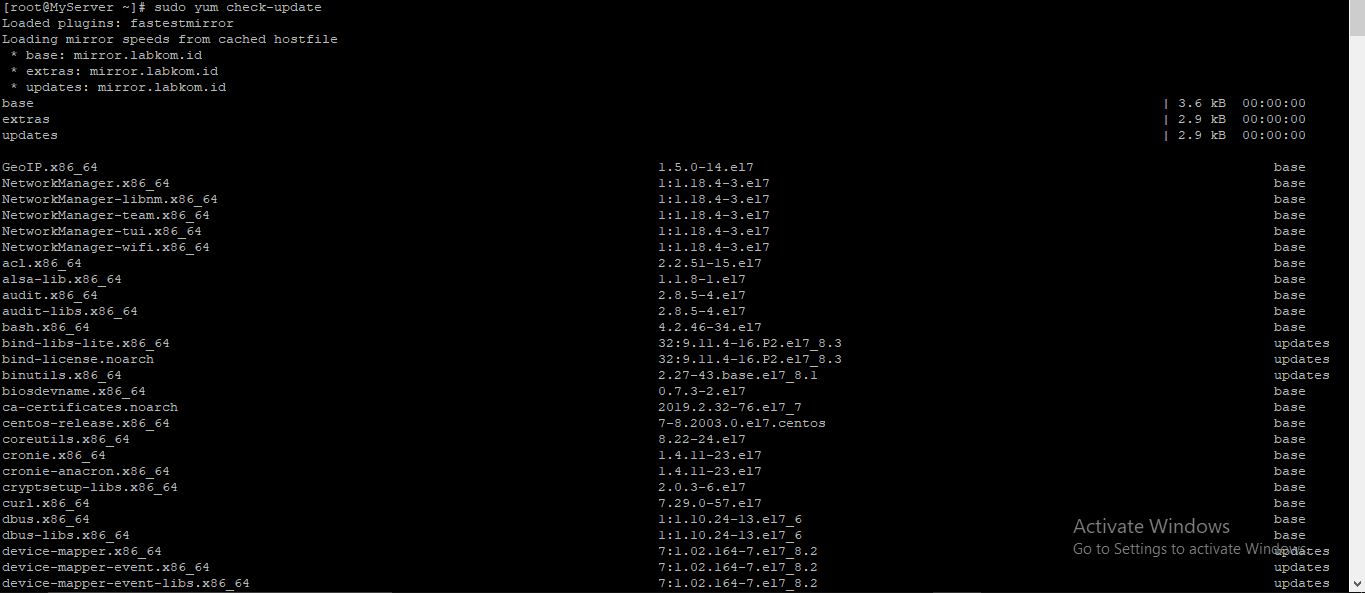 [root@MyServer ~]# sudo yum check-update
Loaded plugins: fastestmirror
Loading mirror speeds from cached hostfile
 * base: mirror.labkom.id
 * extras: mirror.labkom.id
 * updates: mirror.labkom.id
base | 3.6 kB 00:00:00
extras | 2.9 kB 00:00:00
updates | 2.9 kB 00:00:00
GeoIP.x86_64 1.5.0-14.el7 base
NetworkManager.x86_64 1:1.18.4-3.el7 base
NetworkManager-libnm.x86_64 1:1.18.4-3.el7 base
NetworkManager-team.x86_64 1:1.18.4-3.el7 base
NetworkManager-tui.x86_64 1:1.18.4-3.el7 base
NetworkManager-wifi.x86_64 1:1.18.4-3.el7 base
acl.x86_64 2.2.51-15.el7 base
alsa-lib.x86_64 1.1.8-1.el7 base
audit.x86_64 2.8.5-4.el7 base
audit-libs.x86_64 2.8.5-4.el7 base
bash.x86_64 4.2.46-34.el7 base
bind-libs-lite.x86_64 32:9.11.4-16.P2.el7_8.3 updates
bind-license.noarch 32:9.11.4-16.P2.el7_8.3 updates
binutils.x86_64 2.27-43.base.el7_8.1 updates
biosdevname.x86_64 0.7.3-2.el7 base
ca-certificates.noarch 2019.2.32-76.el7_7 base
centos-release.x86_64 7-8.2003.0.el7.centos base
coreutils.x86_64 8.22-24.el7 base
cronie.x86_64 1.4.11-23.el7 base
cronie-anacron.x86_64 1.4.11-23.el7 base
cryptsetup-libs.x86_64 2.0.3-6.el7 base
curl.x86_64 7.29.0-57.el7 base
dbus.x86_64 1:1.10.24-13.el7_6 base
dbus-libs.x86_64 1:1.10.24-13.el7_6 base
device-mapper.x86_64 7:1.02.164-7.el7_8.2 updates
device-mapper-event.x86_64 7:1.02.164-7.el7_8.2 updates
device-mapper-event-libs.x86_64 7:1.02.164-7.el7_8.2 updates
Activate Windows
Go to Settings to activate Windows.